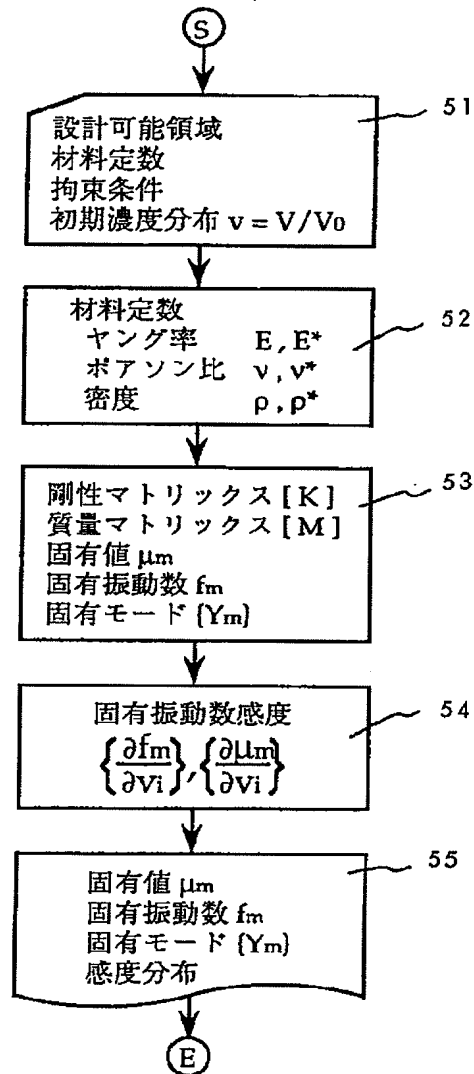 S
51
設計可能領域
材料定数
拘束条件
初期濃度分布 v = V/V0
52
材料定数
ヤング率 E , E*
ポアソン比 ν , ν*
密度 ρ , ρ*
53
剛性マトリックス [ K ]
質量マトリックス [ M ]
固有値 μm
固有振動数 fm
固有モード {Ym}
54
固有振動数感度
{∂fm/∂vi} , {∂μm/∂vi}
55
固有値 μm
固有振動数 fm
固有モード {Ym}
感度分布
E